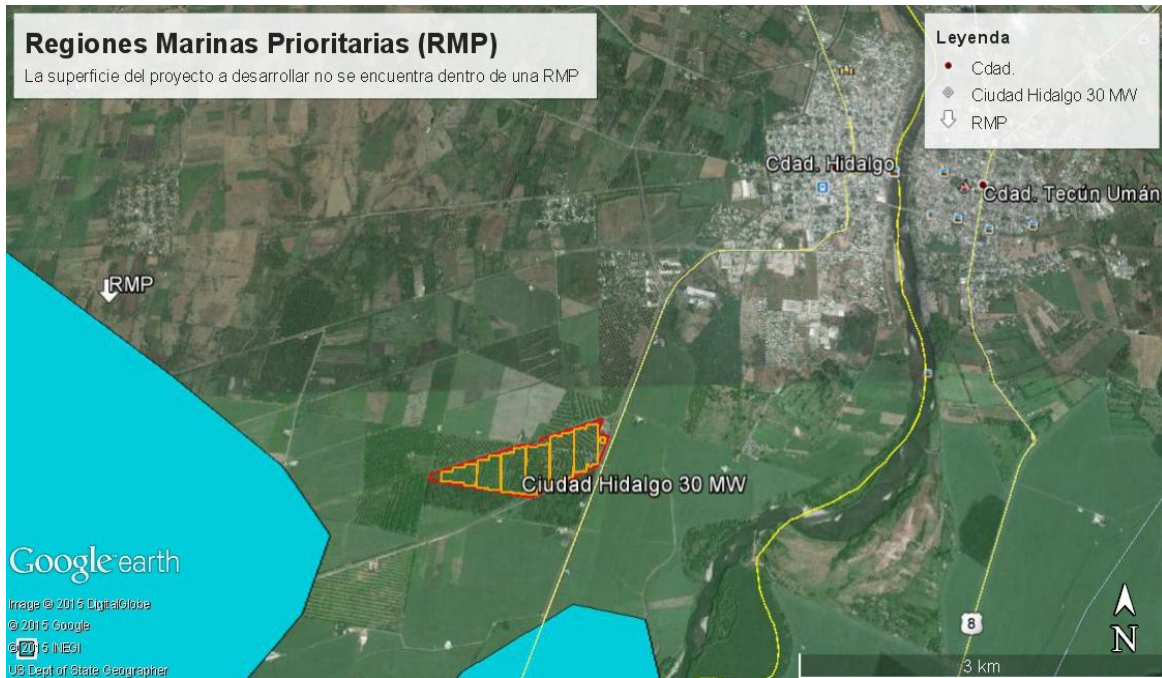 Regiones Marinas Prioritarias (RMP)
La superficie del proyecto a desarrollar no se encuentra dentro de una RMP
Leyenda
Cdad.
Ciudad Hidalgo 30 MW
RMP
Cdad. Hidalgo
Cdad. Tecún Umán
RMP
Ciudad Hidalgo 30 MW
Google earth
Image © 2015 DigitalGlobe
© 2015 Google
© 2015 INEGI
US Dept of State Geographer
8
N
3 km